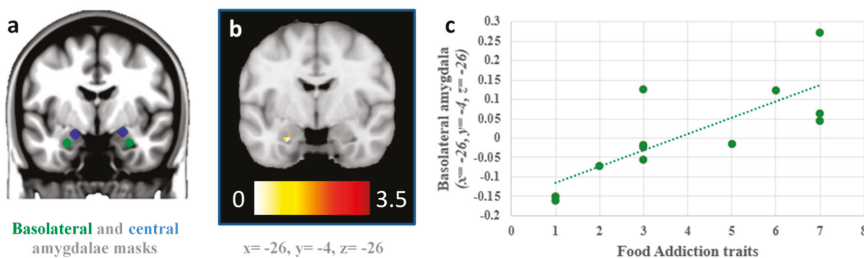 a
Basolateral and central
amygdalae masks
b
0 3.5
x= -26, y= -4, z= -26
c
Basolateral amygdala
(x= -26, y= -4, z= -26)
0.3
0.25
0.2
0.15
0.1
0.05
0
-0.05
-0.1
-0.15
-0.2
0 1 2 3 4 5 6 7 8
Food Addiction traits